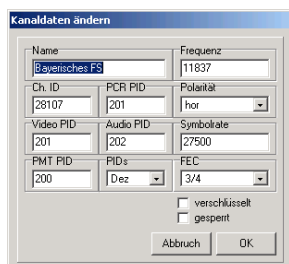 Kanaldaten ändern
Name Frequenz
Bayerisches FS 11837
Ch. ID PCR PID Polarität
28107 201 hor
Video PID Audio PID Symbolrate
201 202 27500
PMT PID PIDs FEC
200 Dez 3/4
verschlüsselt
gesperrt
Abbruch OK